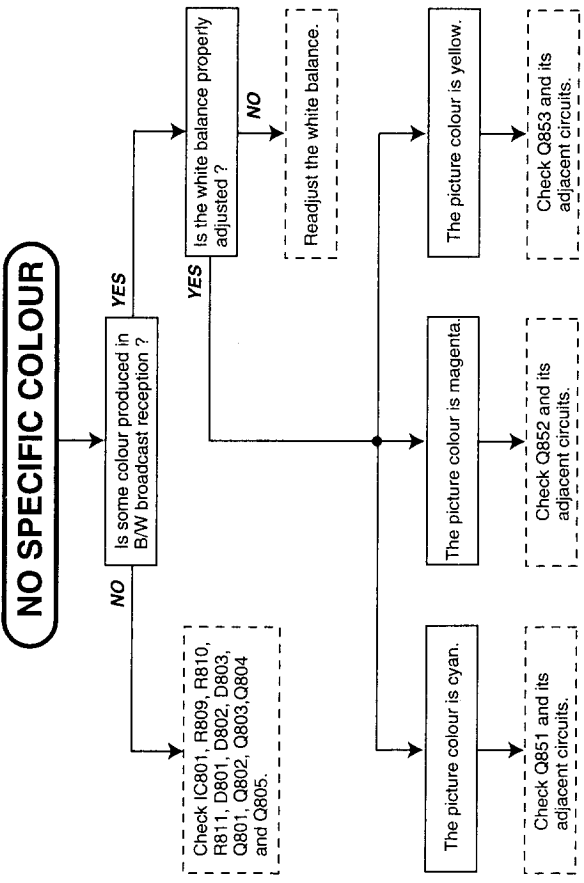 NO SPECIFIC COLOUR
Is some colour produced in
B/W broadcast reception ?
NO
YES
Check IC801, R809, R810,
R811, D801, D802, D803,
Q801, Q802, Q803,Q804
and Q805.
Is the white balance properly
adjusted ?
YES
NO
Readjust the white balance.
The picture colour is cyan.
The picture colour is magenta.
The picture colour is yellow.
Check Q851 and its
adjacent circuits.
Check Q852 and its
adjacent circuits.
Check Q853 and its
adjacent circuits.